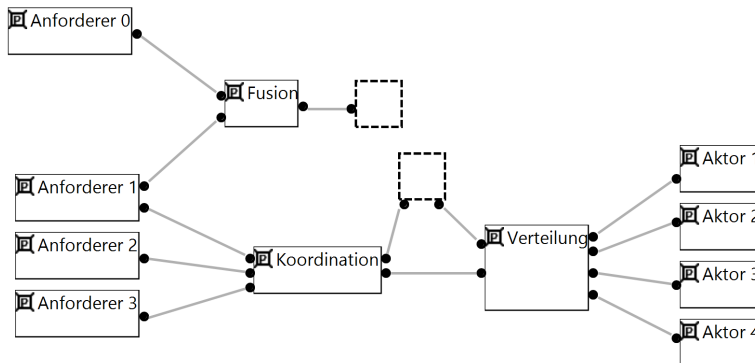 Anforderer 0
Fusion
Anforderer 1
Anforderer 2
Anforderer 3
Koordination
Verteilung
Aktor 1
Aktor 2
Aktor 3
Aktor 4